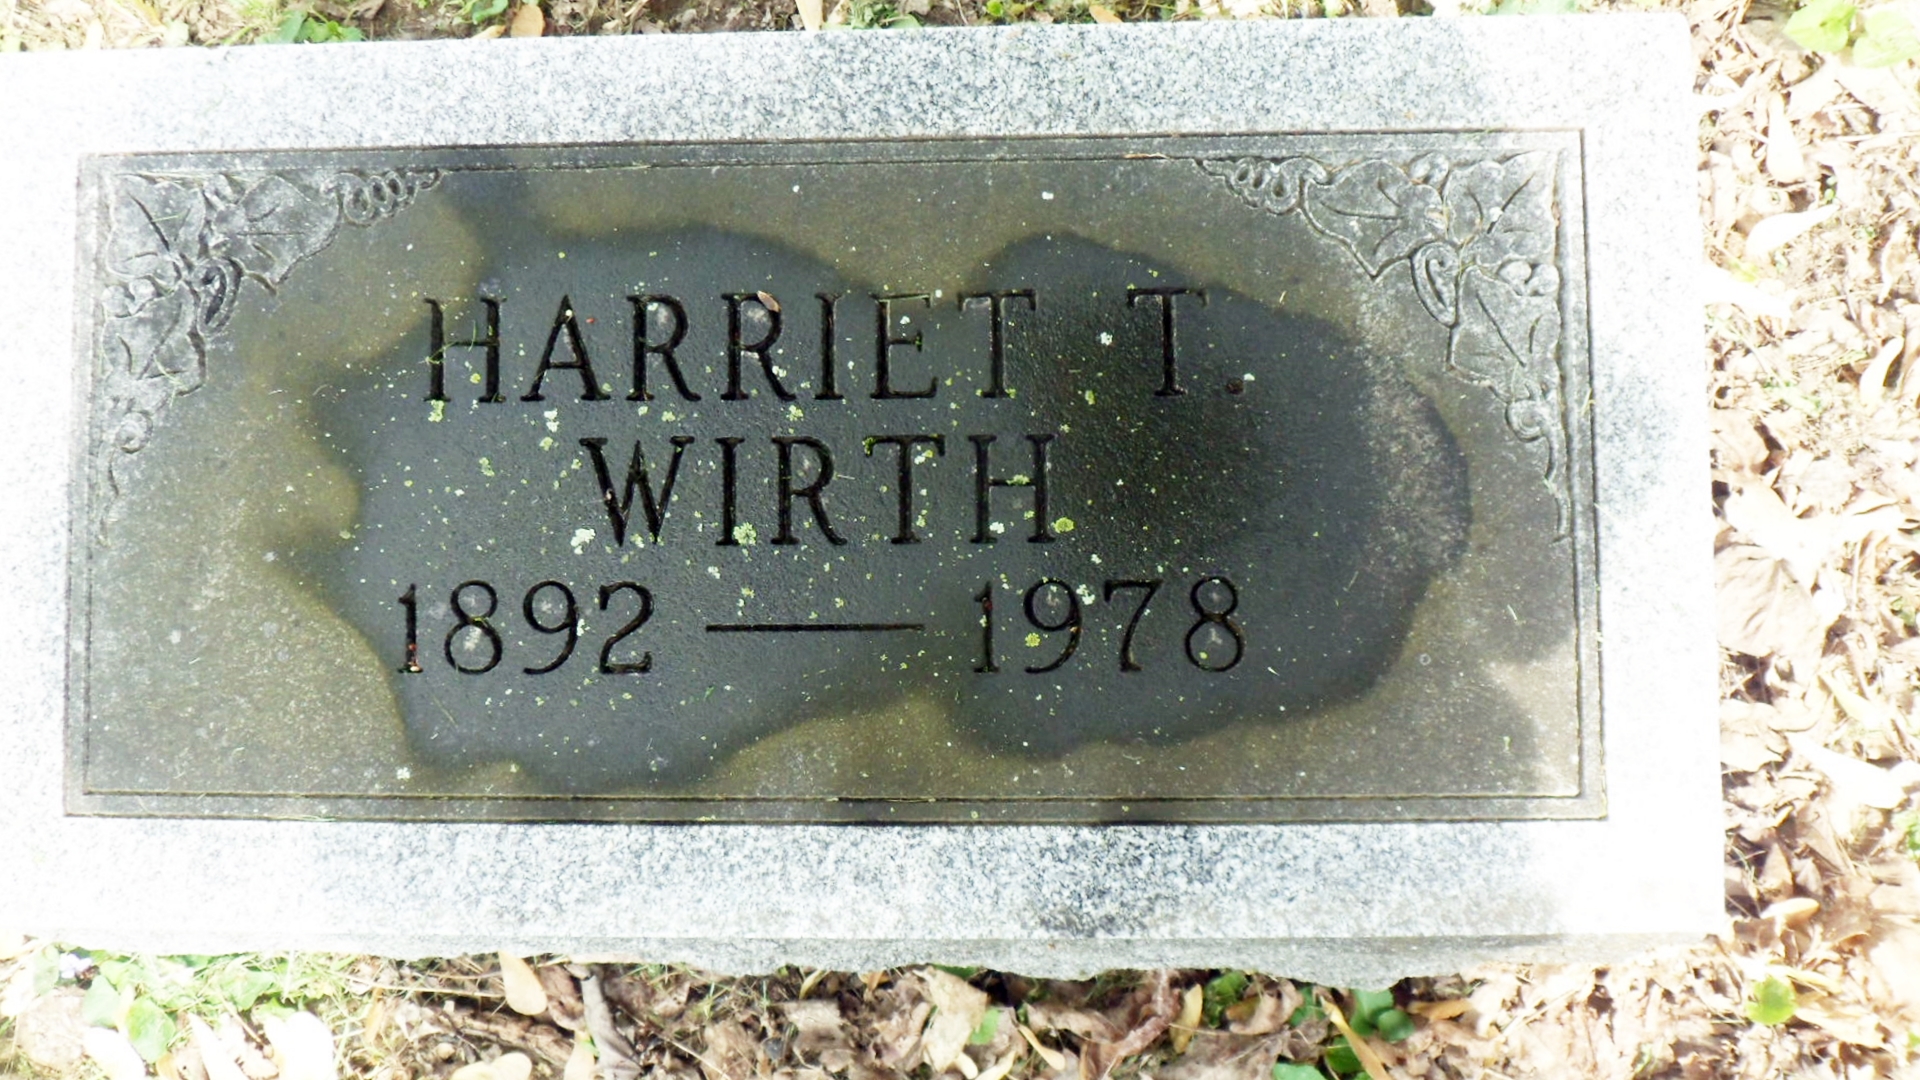 HARRIET T.
WIRTH
1892 — 1978